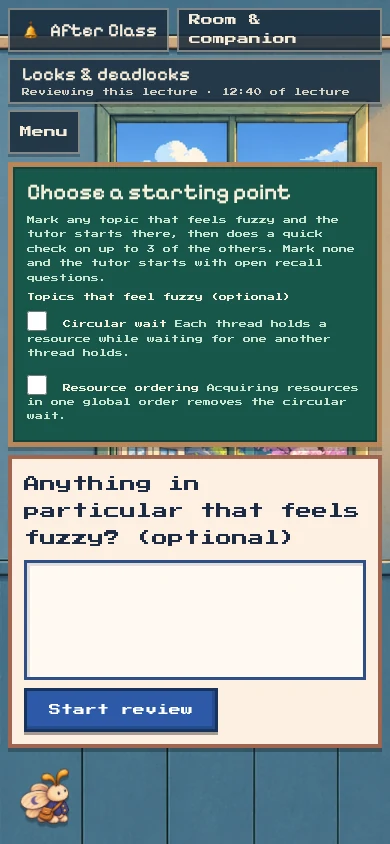 After Class
Room &
companion
Locks & deadlocks
Reviewing this lecture · 12:40 of lecture
Menu
Choose a starting point
Mark any topic that feels fuzzy and the
tutor starts there, then does a quick
check on up to 3 of the others. Mark none
and the tutor starts with open recall
questions.
Topics that feel fuzzy (optional)
Circular wait Each thread holds a
resource while waiting for one another
thread holds.
Resource ordering Acquiring resources
in one global order removes the circular
wait.
Anything in
particular that feels
fuzzy? (optional)
Start review